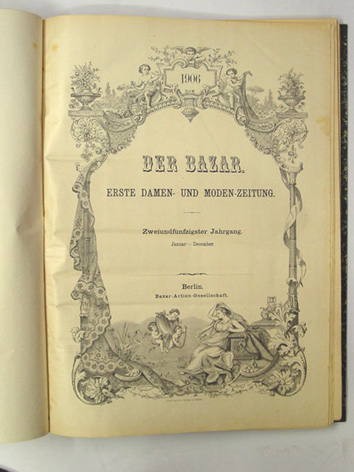 1906
DER BAZAR.
ERSTE DAMEN- UND MODEN-ZEITUNG.
Zweiundfünfzigster Jahrgang.
Januar—December
Berlin.
Bazar-Actien-Gesellschaft.